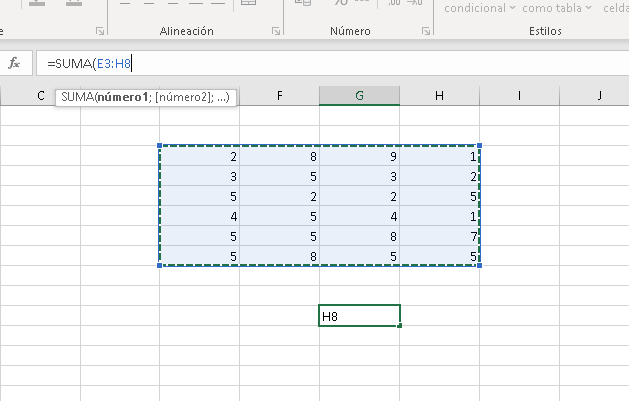 condicional como tabla celda
Alineación Número Estilos
fx =SUMA(E3:H8
C F G H I J
SUMA(número1; [número2]; ...)
2 8 9 1
3 5 3 2
5 2 2 5
4 5 4 1
5 5 8 7
5 8 5 5
H8